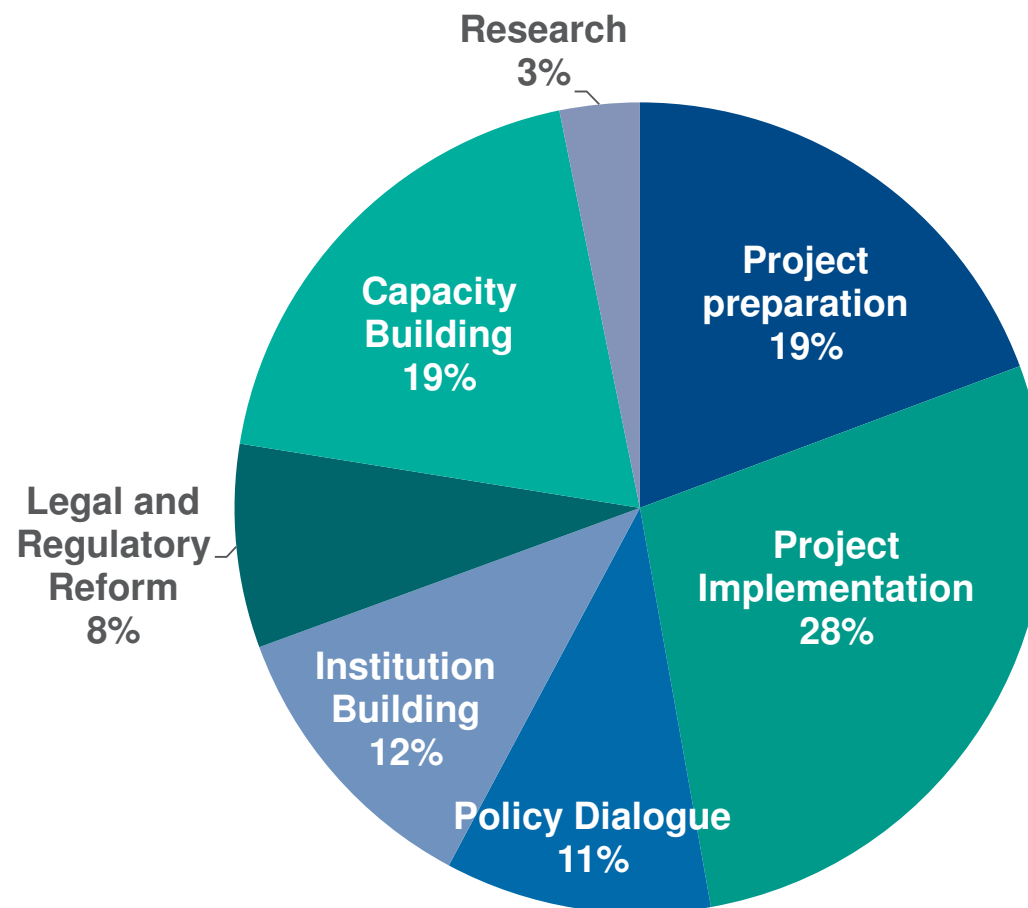 Research
3%
Project
preparation
19%
Capacity
Building
19%
Legal and
Regulatory
Reform
8%
Project
Implementation
28%
Institution
Building
12%
Policy Dialogue
11%